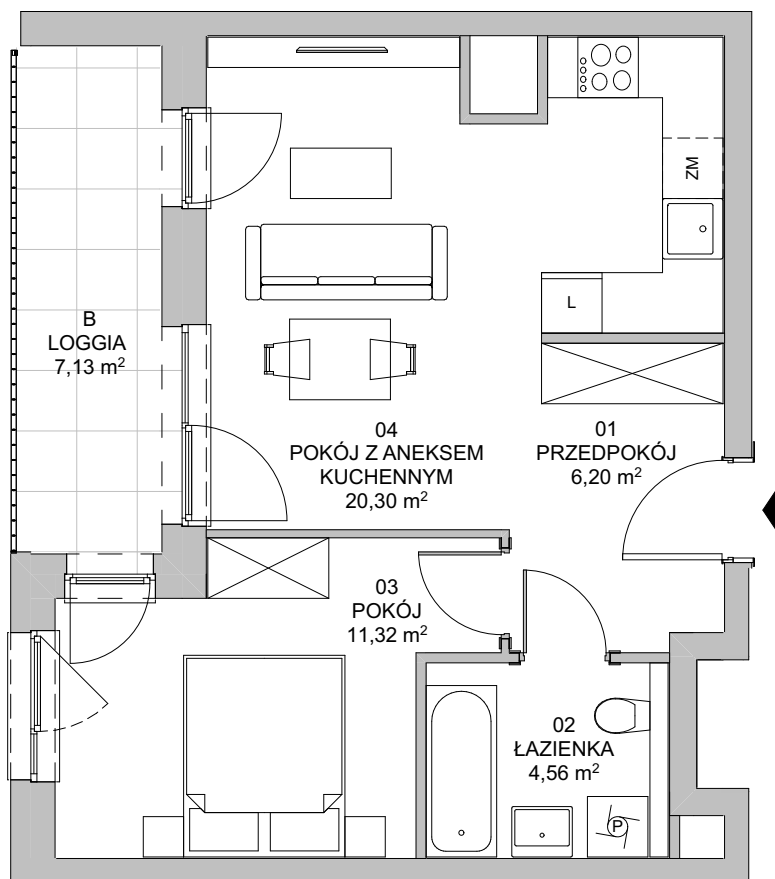 ZM
L
B
LOGGIA
7,13 m²
04
POKÓJ Z ANEKSEM
KUCHENNYM
20,30 m²
01
PRZEDPOKÓJ
6,20 m²
03
POKÓJ
11,32 m²
02
ŁAZIENKA
4,56 m²
P